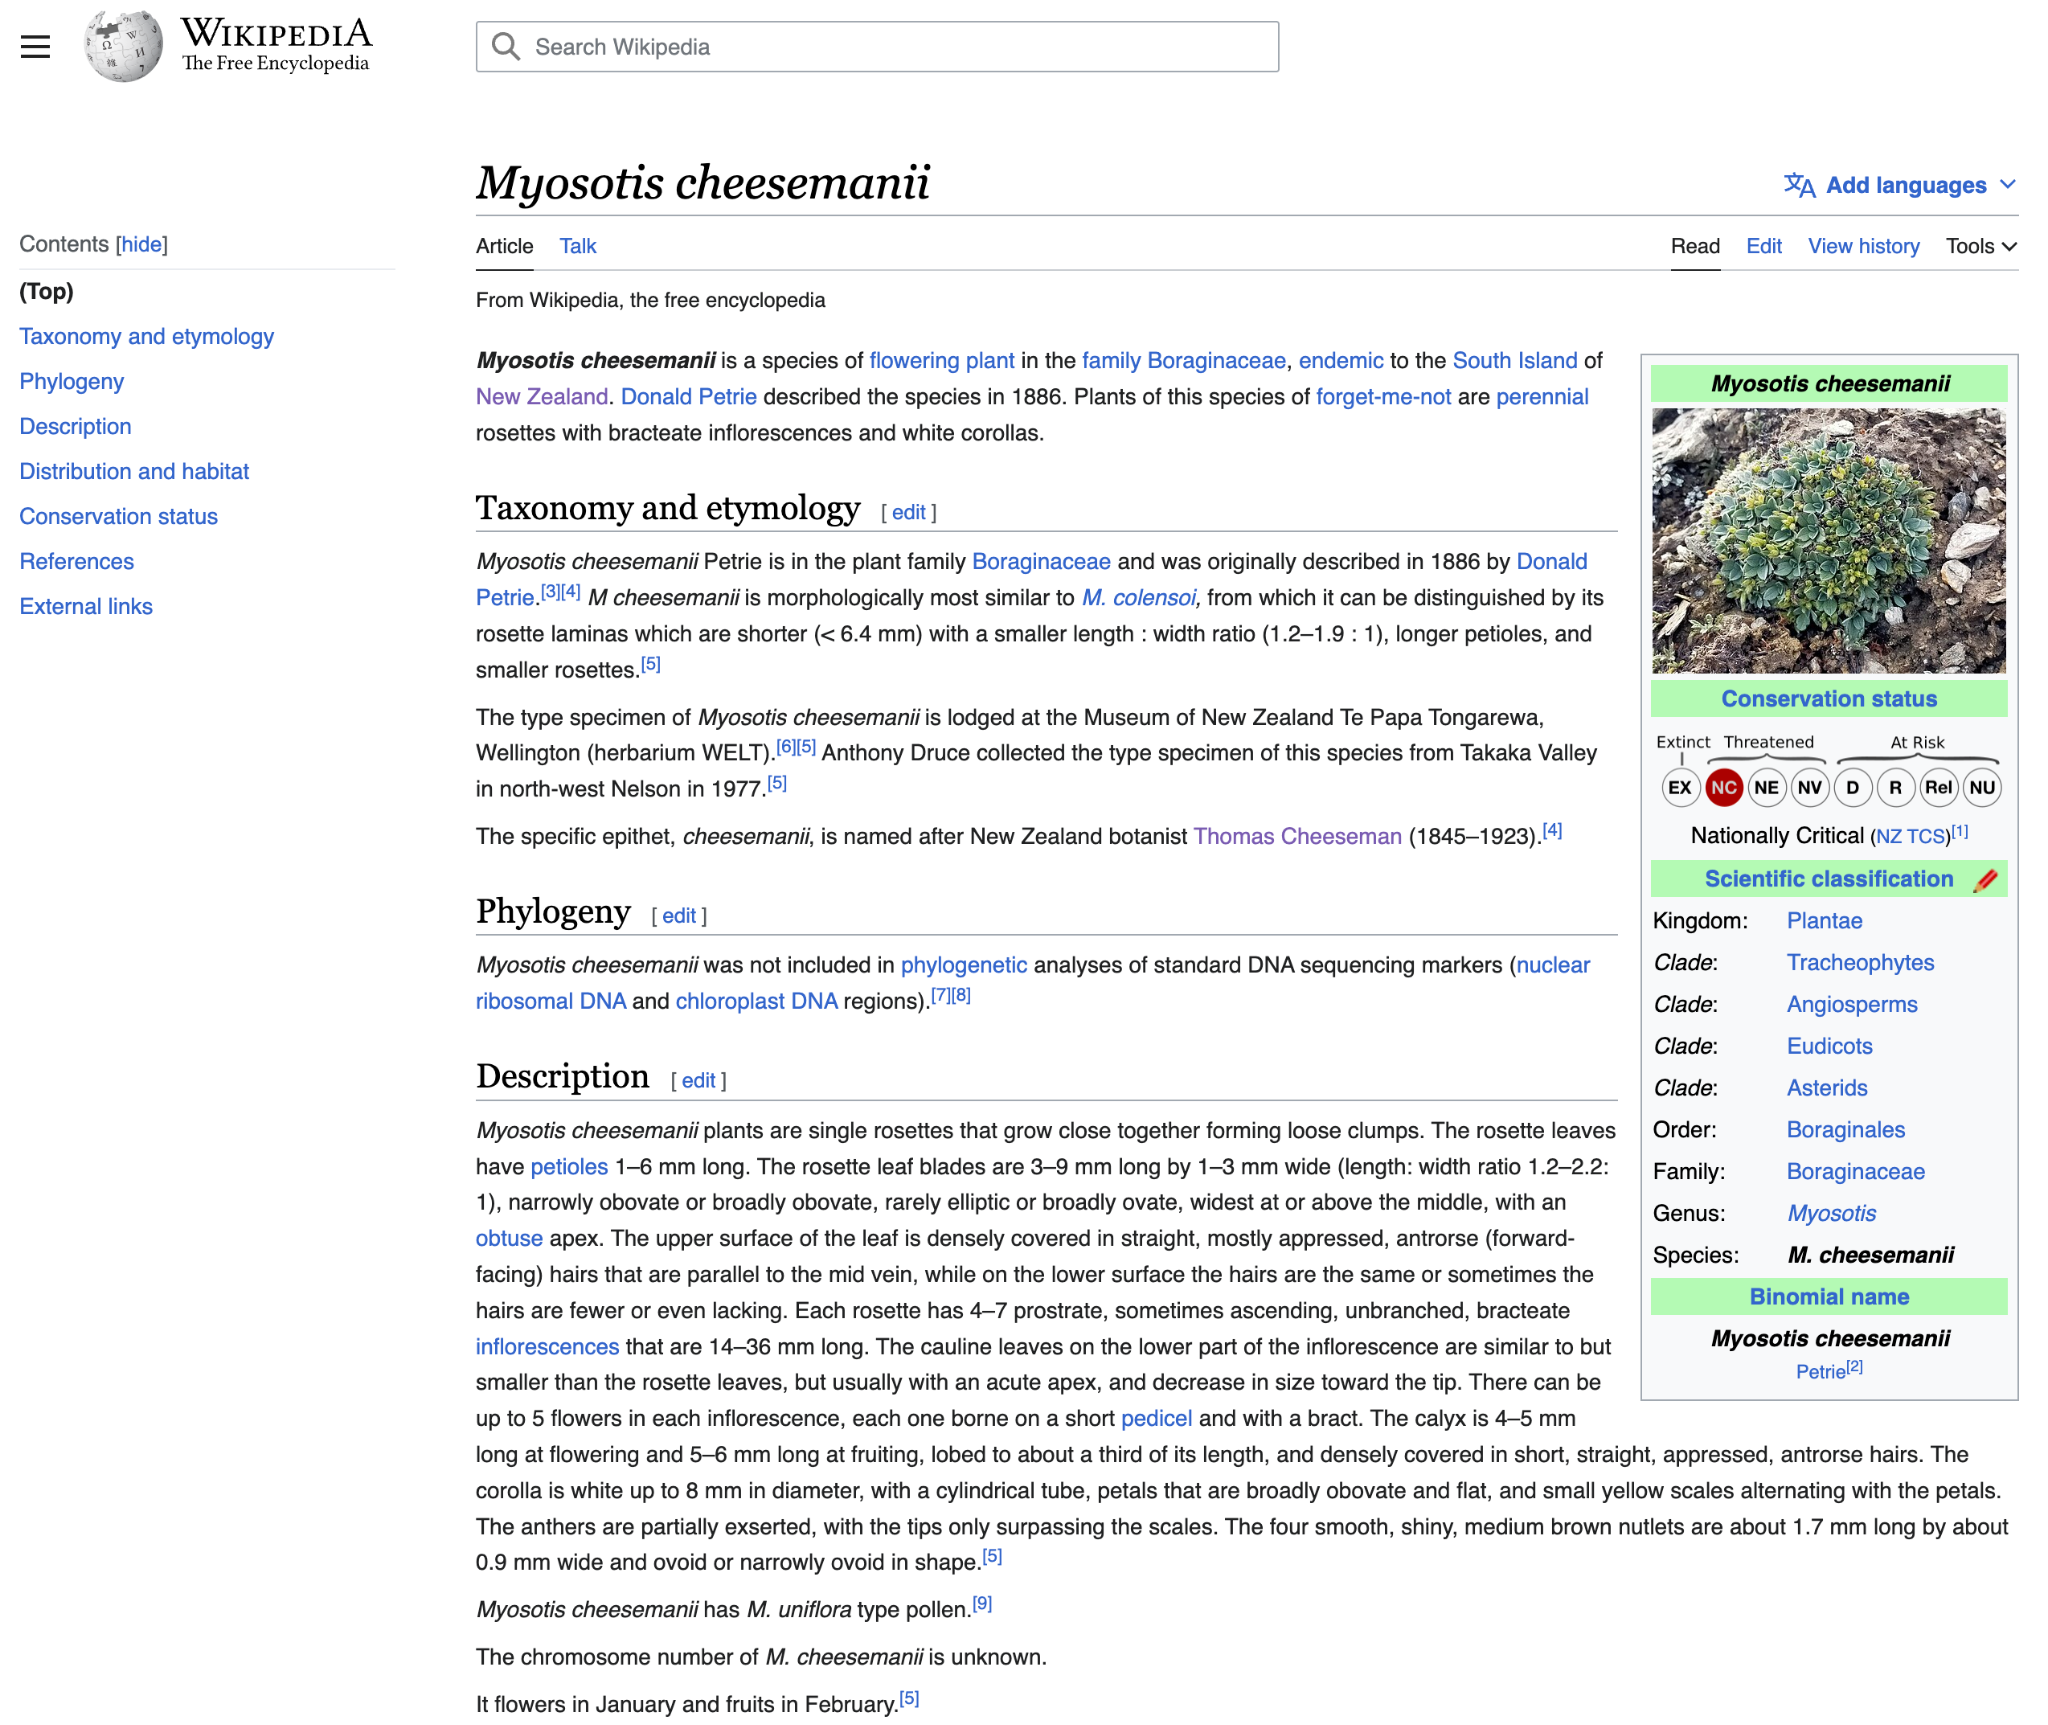 WIKIPEDIA
The Free Encyclopedia
Search Wikipedia
Contents [hide]
(Top)
Taxonomy and etymology
Phylogeny
Description
Distribution and habitat
Conservation status
References
External links
Myosotis cheesemanii
Add languages
Article Talk
Read Edit View history Tools
From Wikipedia, the free encyclopedia
Myosotis cheesemanii is a species of flowering plant in the family Boraginaceae, endemic to the South Island of
New Zealand. Donald Petrie described the species in 1886. Plants of this species of forget-me-not are perennial
rosettes with bracteate inflorescences and white corollas.
Taxonomy and etymology [ edit ]
Myosotis cheesemanii Petrie is in the plant family Boraginaceae and was originally described in 1886 by Donald
Petrie.[3][4] M cheesemanii is morphologically most similar to M. colensoi, from which it can be distinguished by its
rosette laminas which are shorter (< 6.4 mm) with a smaller length : width ratio (1.2–1.9 : 1), longer petioles, and
smaller rosettes.[5]
The type specimen of Myosotis cheesemanii is lodged at the Museum of New Zealand Te Papa Tongarewa,
Wellington (herbarium WELT).[6][5] Anthony Druce collected the type specimen of this species from Takaka Valley
in north-west Nelson in 1977.[5]
The specific epithet, cheesemanii, is named after New Zealand botanist Thomas Cheeseman (1845–1923).[4]
Phylogeny [ edit ]
Myosotis cheesemanii was not included in phylogenetic analyses of standard DNA sequencing markers (nuclear
ribosomal DNA and chloroplast DNA regions).[7][8]
Description [ edit ]
Myosotis cheesemanii plants are single rosettes that grow close together forming loose clumps. The rosette leaves
have petioles 1–6 mm long. The rosette leaf blades are 3–9 mm long by 1–3 mm wide (length: width ratio 1.2–2.2:
1), narrowly obovate or broadly obovate, rarely elliptic or broadly ovate, widest at or above the middle, with an
obtuse apex. The upper surface of the leaf is densely covered in straight, mostly appressed, antrorse (forward-
facing) hairs that are parallel to the mid vein, while on the lower surface the hairs are the same or sometimes the
hairs are fewer or even lacking. Each rosette has 4–7 prostrate, sometimes ascending, unbranched, bracteate
inflorescences that are 14–36 mm long. The cauline leaves on the lower part of the inflorescence are similar to but
smaller than the rosette leaves, but usually with an acute apex, and decrease in size toward the tip. There can be
up to 5 flowers in each inflorescence, each one borne on a short pedicel and with a bract. The calyx is 4–5 mm
long at flowering and 5–6 mm long at fruiting, lobed to about a third of its length, and densely covered in short, straight, appressed, antrorse hairs. The
corolla is white up to 8 mm in diameter, with a cylindrical tube, petals that are broadly obovate and flat, and small yellow scales alternating with the petals.
The anthers are partially exserted, with the tips only surpassing the scales. The four smooth, shiny, medium brown nutlets are about 1.7 mm long by about
0.9 mm wide and ovoid or narrowly ovoid in shape.[5]
Myosotis cheesemanii has M. uniflora type pollen.[9]
The chromosome number of M. cheesemanii is unknown.
It flowers in January and fruits in February.[5]
Myosotis cheesemanii
Conservation status
Extinct Threatened At Risk
EX NC NE NV D R Rel NU
Nationally Critical (NZ TCS)[1]
Scientific classification
Kingdom: Plantae
Clade: Tracheophytes
Clade: Angiosperms
Clade: Eudicots
Clade: Asterids
Order: Boraginales
Family: Boraginaceae
Genus: Myosotis
Species: M. cheesemanii
Binomial name
Myosotis cheesemanii
Petrie[2]